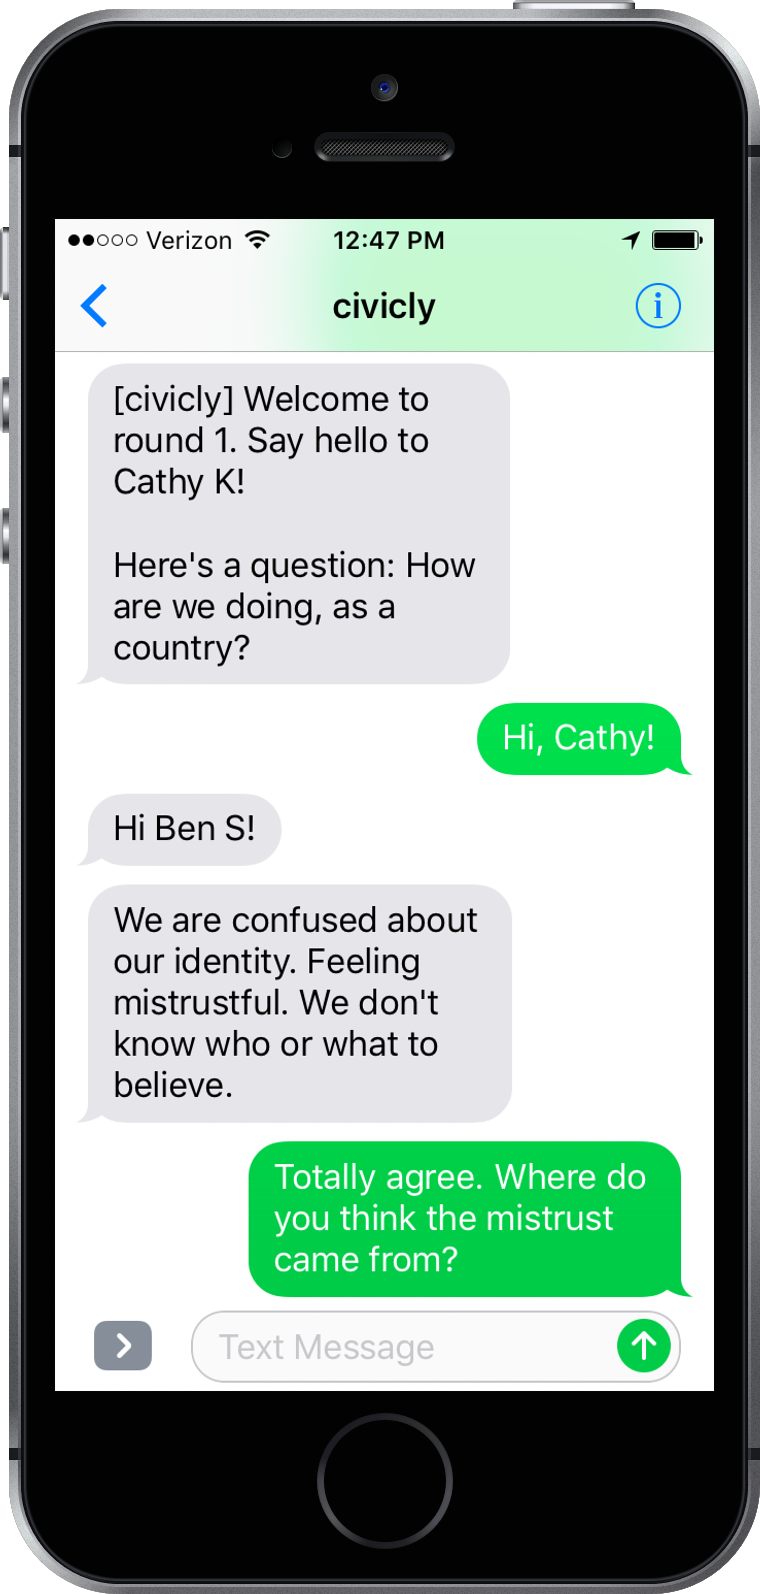 Verizon 12:47 PM
civicly
[civicly] Welcome to
round 1. Say hello to
Cathy K!
Here's a question: How
are we doing, as a
country?
Hi, Cathy!
Hi Ben S!
We are confused about
our identity. Feeling
mistrustful. We don't
know who or what to
believe.
Totally agree. Where do
you think the mistrust
came from?
Text Message